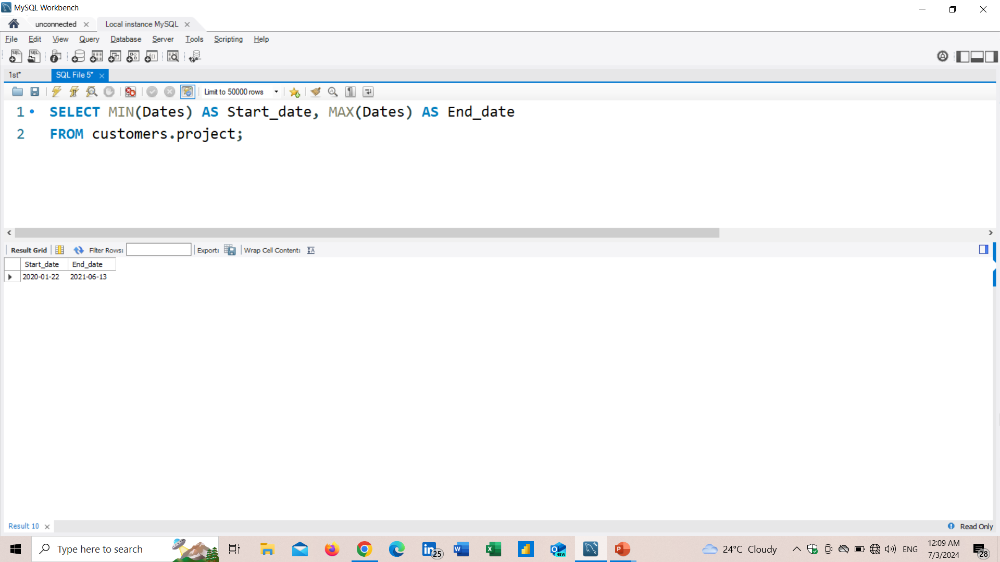 MySQL Workbench
unconnected
Local instance MySQL
File Edit View Query Database Server Tools Scripting Help
1st*
SQL File 5*
Limit to 50000 rows
1 SELECT MIN(Dates) AS Start_date, MAX(Dates) AS End_date
2 FROM customers.project;
Result Grid Filter Rows: Export: Wrap Cell Content:
Start_date End_date
2020-01-22 2021-06-13
Result 10
Read Only
Type here to search
25
NEW
24°C Cloudy
ENG
12:09 AM
7/3/2024
28